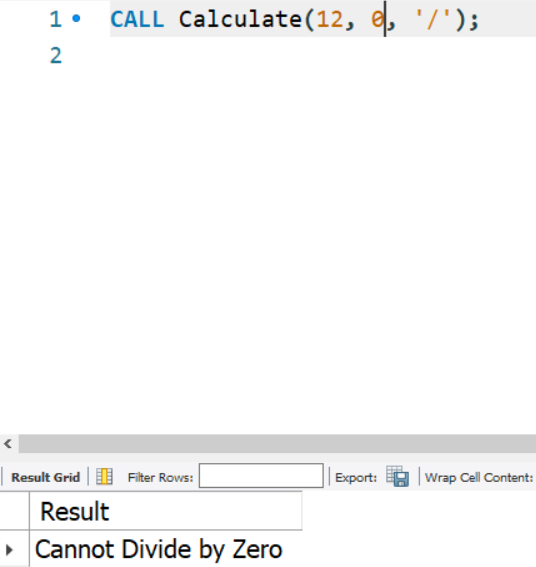 1 CALL Calculate(12, 0, '/');
2
Result Grid Filter Rows: Export: Wrap Cell Content:
Result
Cannot Divide by Zero